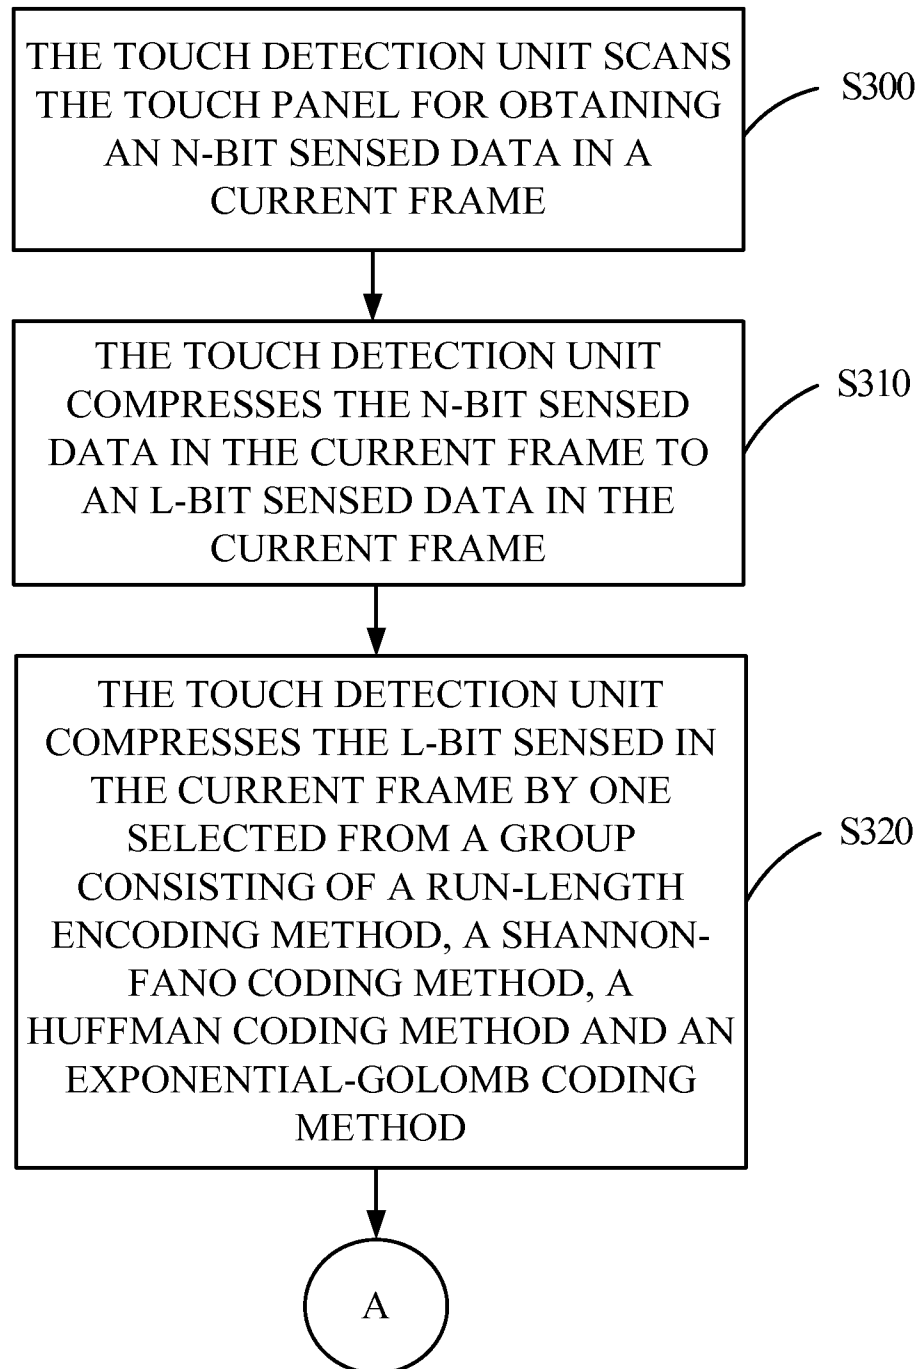 THE TOUCH DETECTION UNIT SCANS
THE TOUCH PANEL FOR OBTAINING
AN N-BIT SENSED DATA IN A
CURRENT FRAME
S300
THE TOUCH DETECTION UNIT
COMPRESSES THE N-BIT SENSED
DATA IN THE CURRENT FRAME TO
AN L-BIT SENSED DATA IN THE
CURRENT FRAME
S310
THE TOUCH DETECTION UNIT
COMPRESSES THE L-BIT SENSED IN
THE CURRENT FRAME BY ONE
SELECTED FROM A GROUP
CONSISTING OF A RUN-LENGTH
ENCODING METHOD, A SHANNON-
FANO CODING METHOD, A
HUFFMAN CODING METHOD AND AN
EXPONENTIAL-GOLOMB CODING
METHOD
S320
A